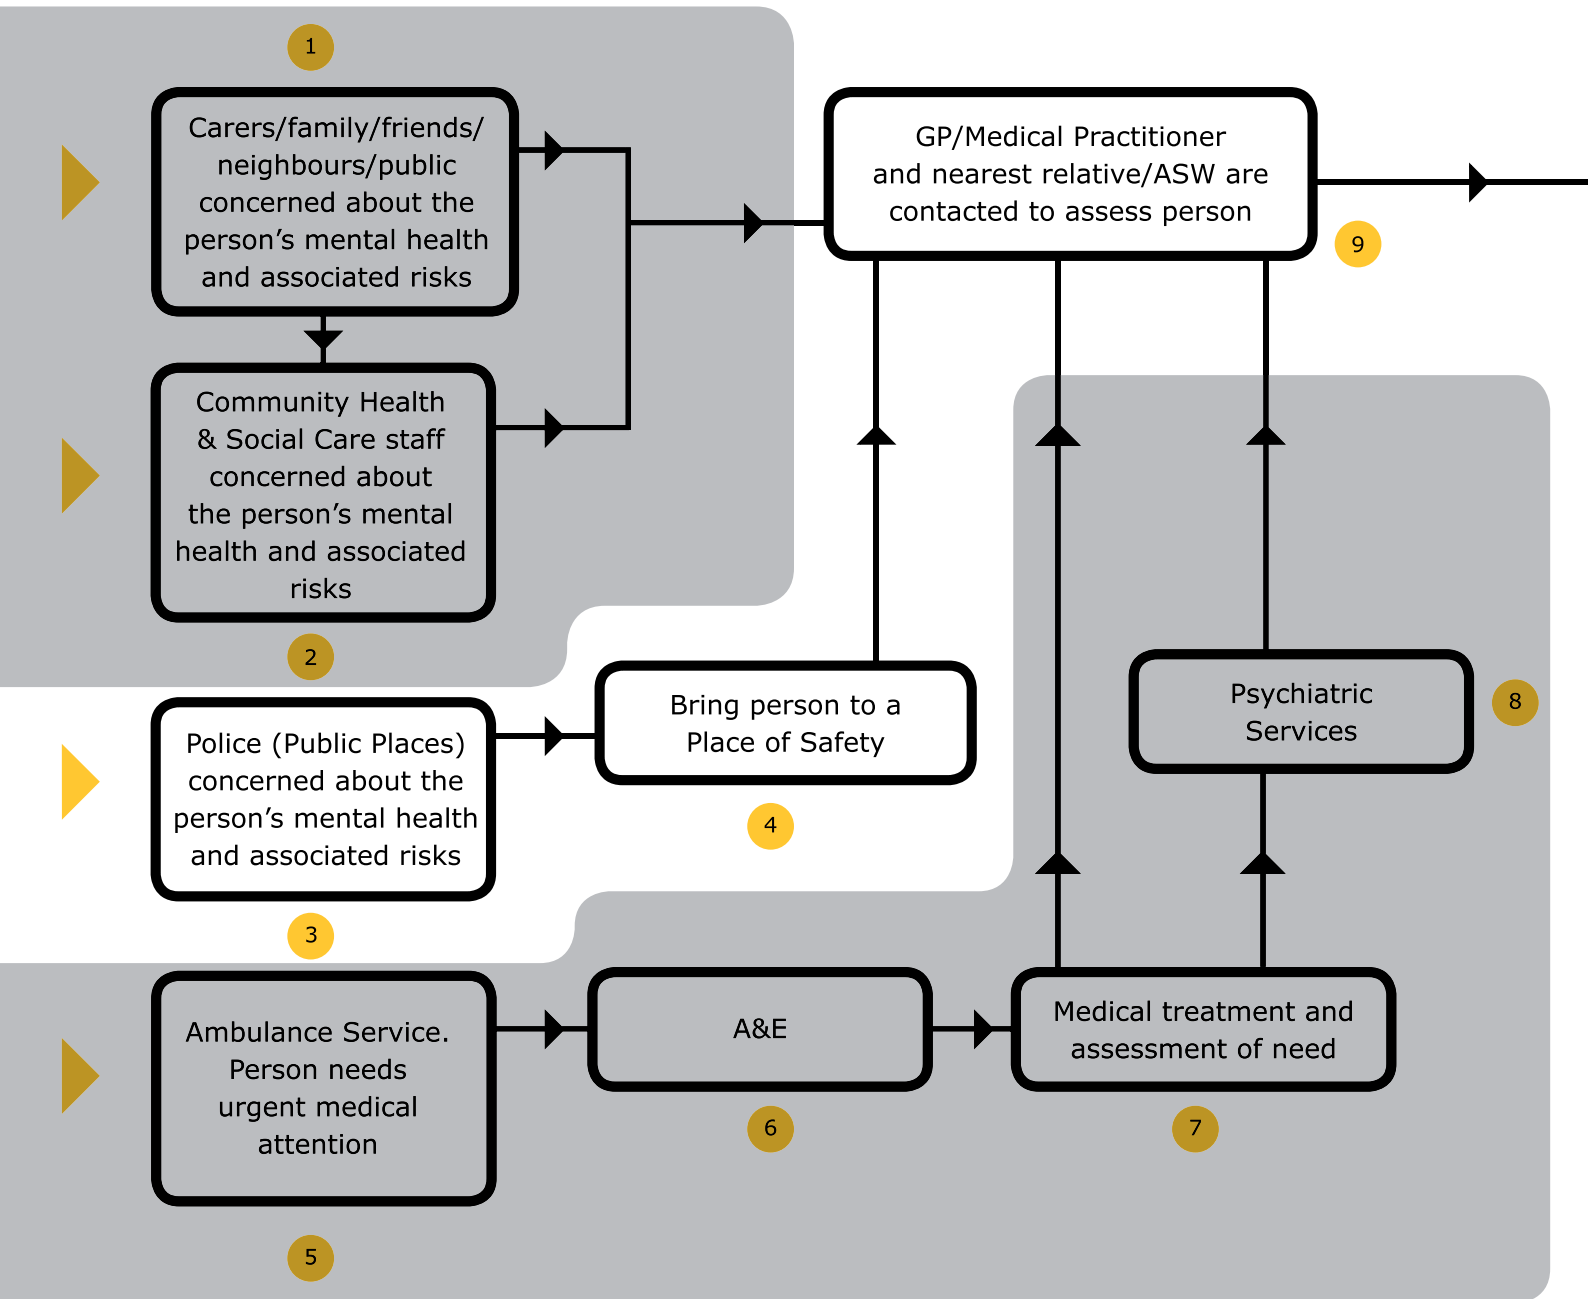 1
Carers/family/friends/
neighbours/public
concerned about the
person’s mental health
and associated risks
GP/Medical Practitioner
and nearest relative/ASW are
contacted to assess person
9
Community Health
& Social Care staff
concerned about
the person’s mental
health and associated
risks
2
Police (Public Places)
concerned about the
person’s mental health
and associated risks
3
Bring person to a
Place of Safety
4
Psychiatric
Services
8
Ambulance Service.
Person needs
urgent medical
attention
5
A&E
6
Medical treatment and
assessment of need
7